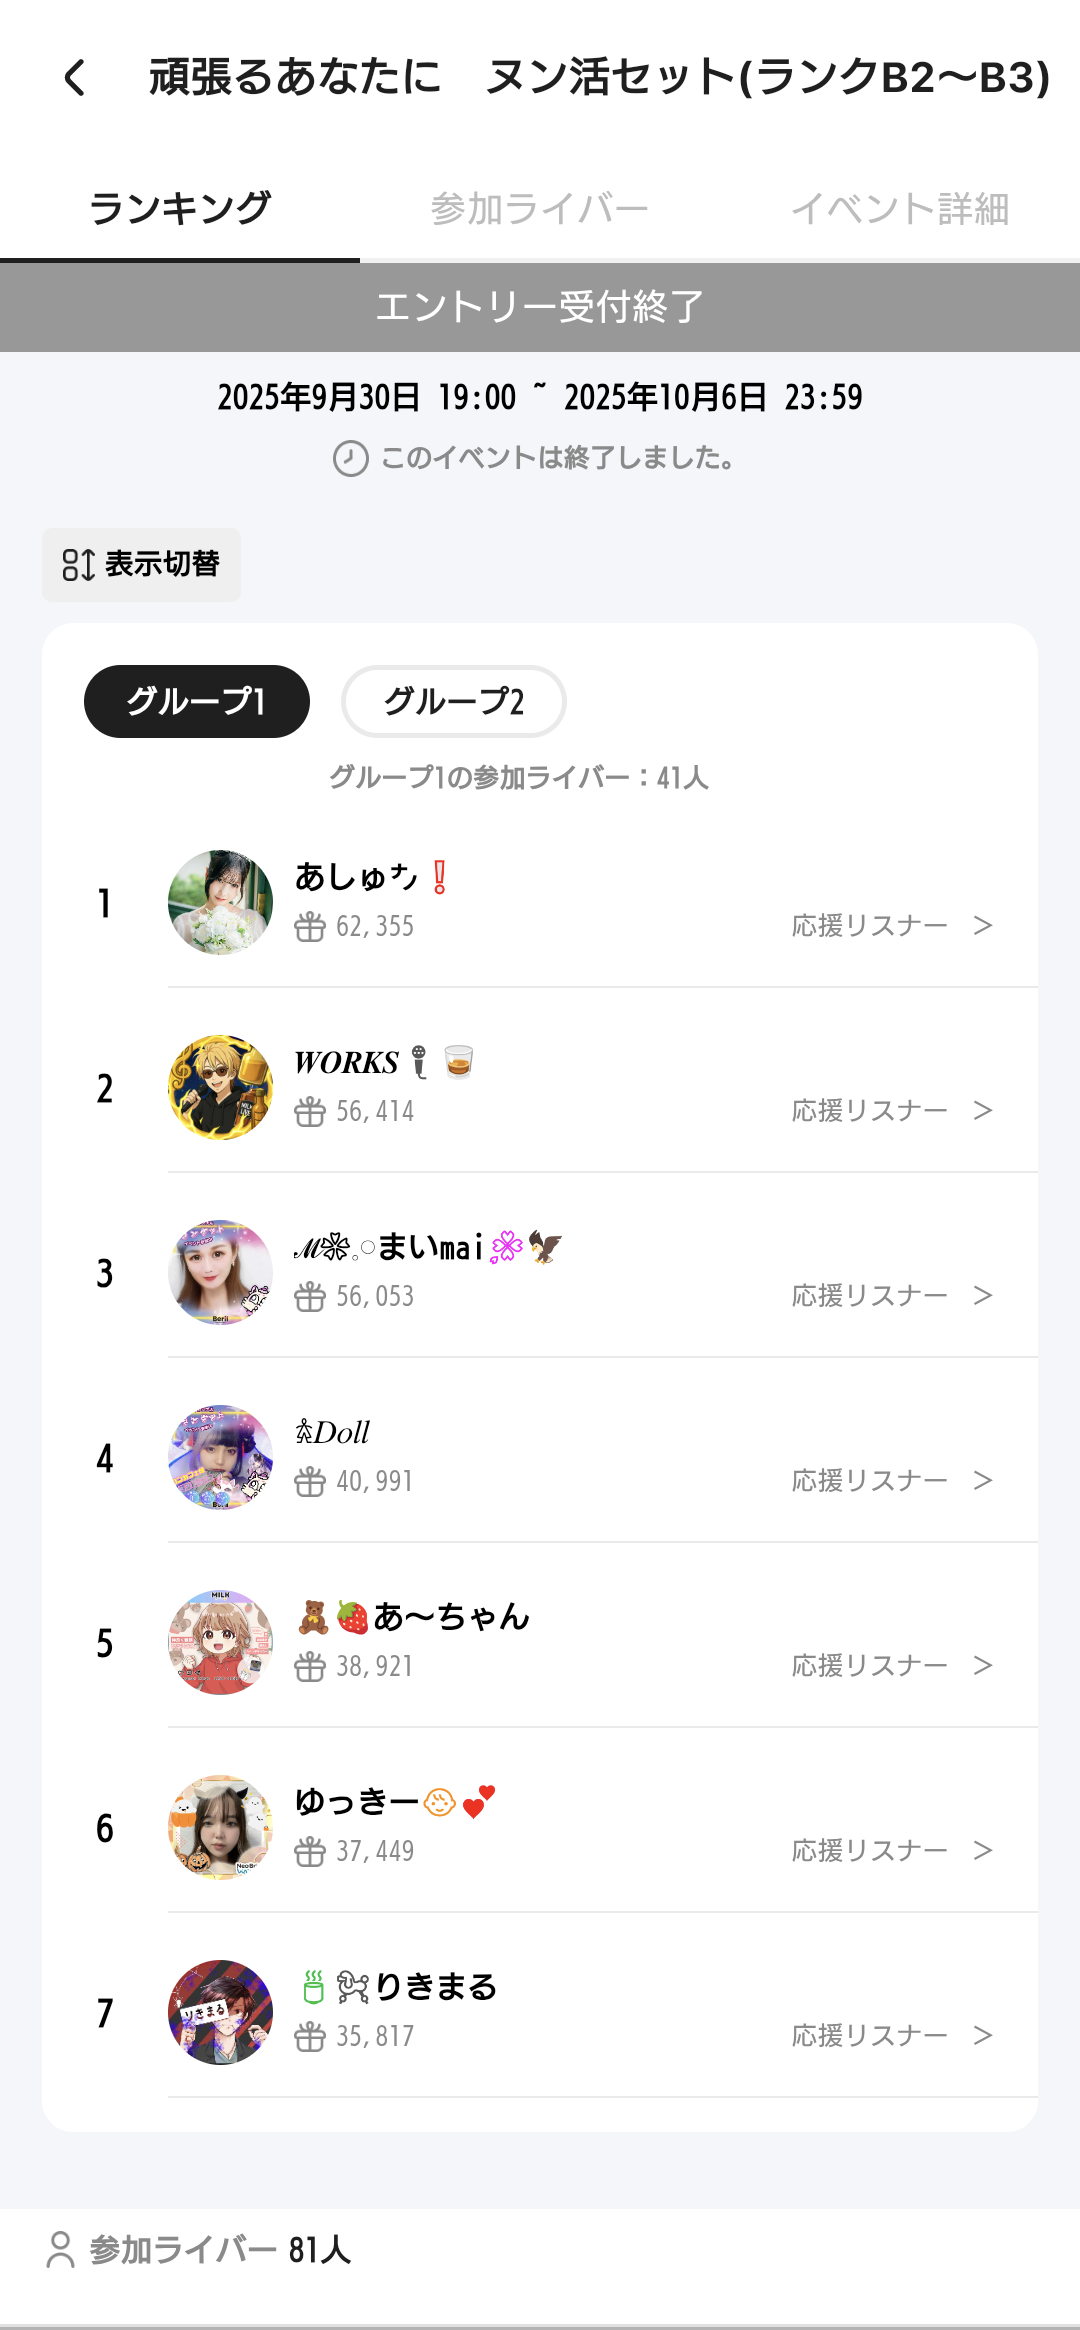 頑張るあなたに　ヌン活セット(ランクB2〜B3)
ランキング 参加ライバー イベント詳細
エントリー受付終了
2025年9月30日 19:00 ~ 2025年10月6日 23:59
このイベントは終了しました。
表示切替
グループ1 グループ2
グループ1の参加ライバー：41人
1 あしゅナノ❗
62,355 応援リスナー >
2 𝑾𝑶𝑹𝑲𝑺🎤🥃
56,414 応援リスナー >
3 ℳ❊.◌まいmai🌸🦅
56,053 応援リスナー >
4 𐀪𝐷𝑜𝑙𝑙
40,991 応援リスナー >
5 🧸🍓あ〜ちゃん
38,921 応援リスナー >
6 ゆっきー👶💕
37,449 応援リスナー >
7 🍵🐩りきまる
35,817 応援リスナー >
参加ライバー 81人